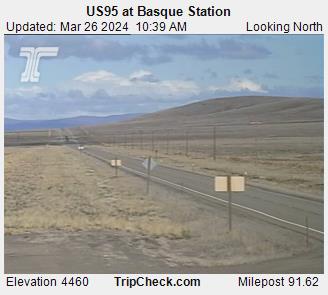 US95 at Basque Station
Updated: Mar 26 2024 10:39 AM Looking North
Elevation 4460 TripCheck.com Milepost 91.62